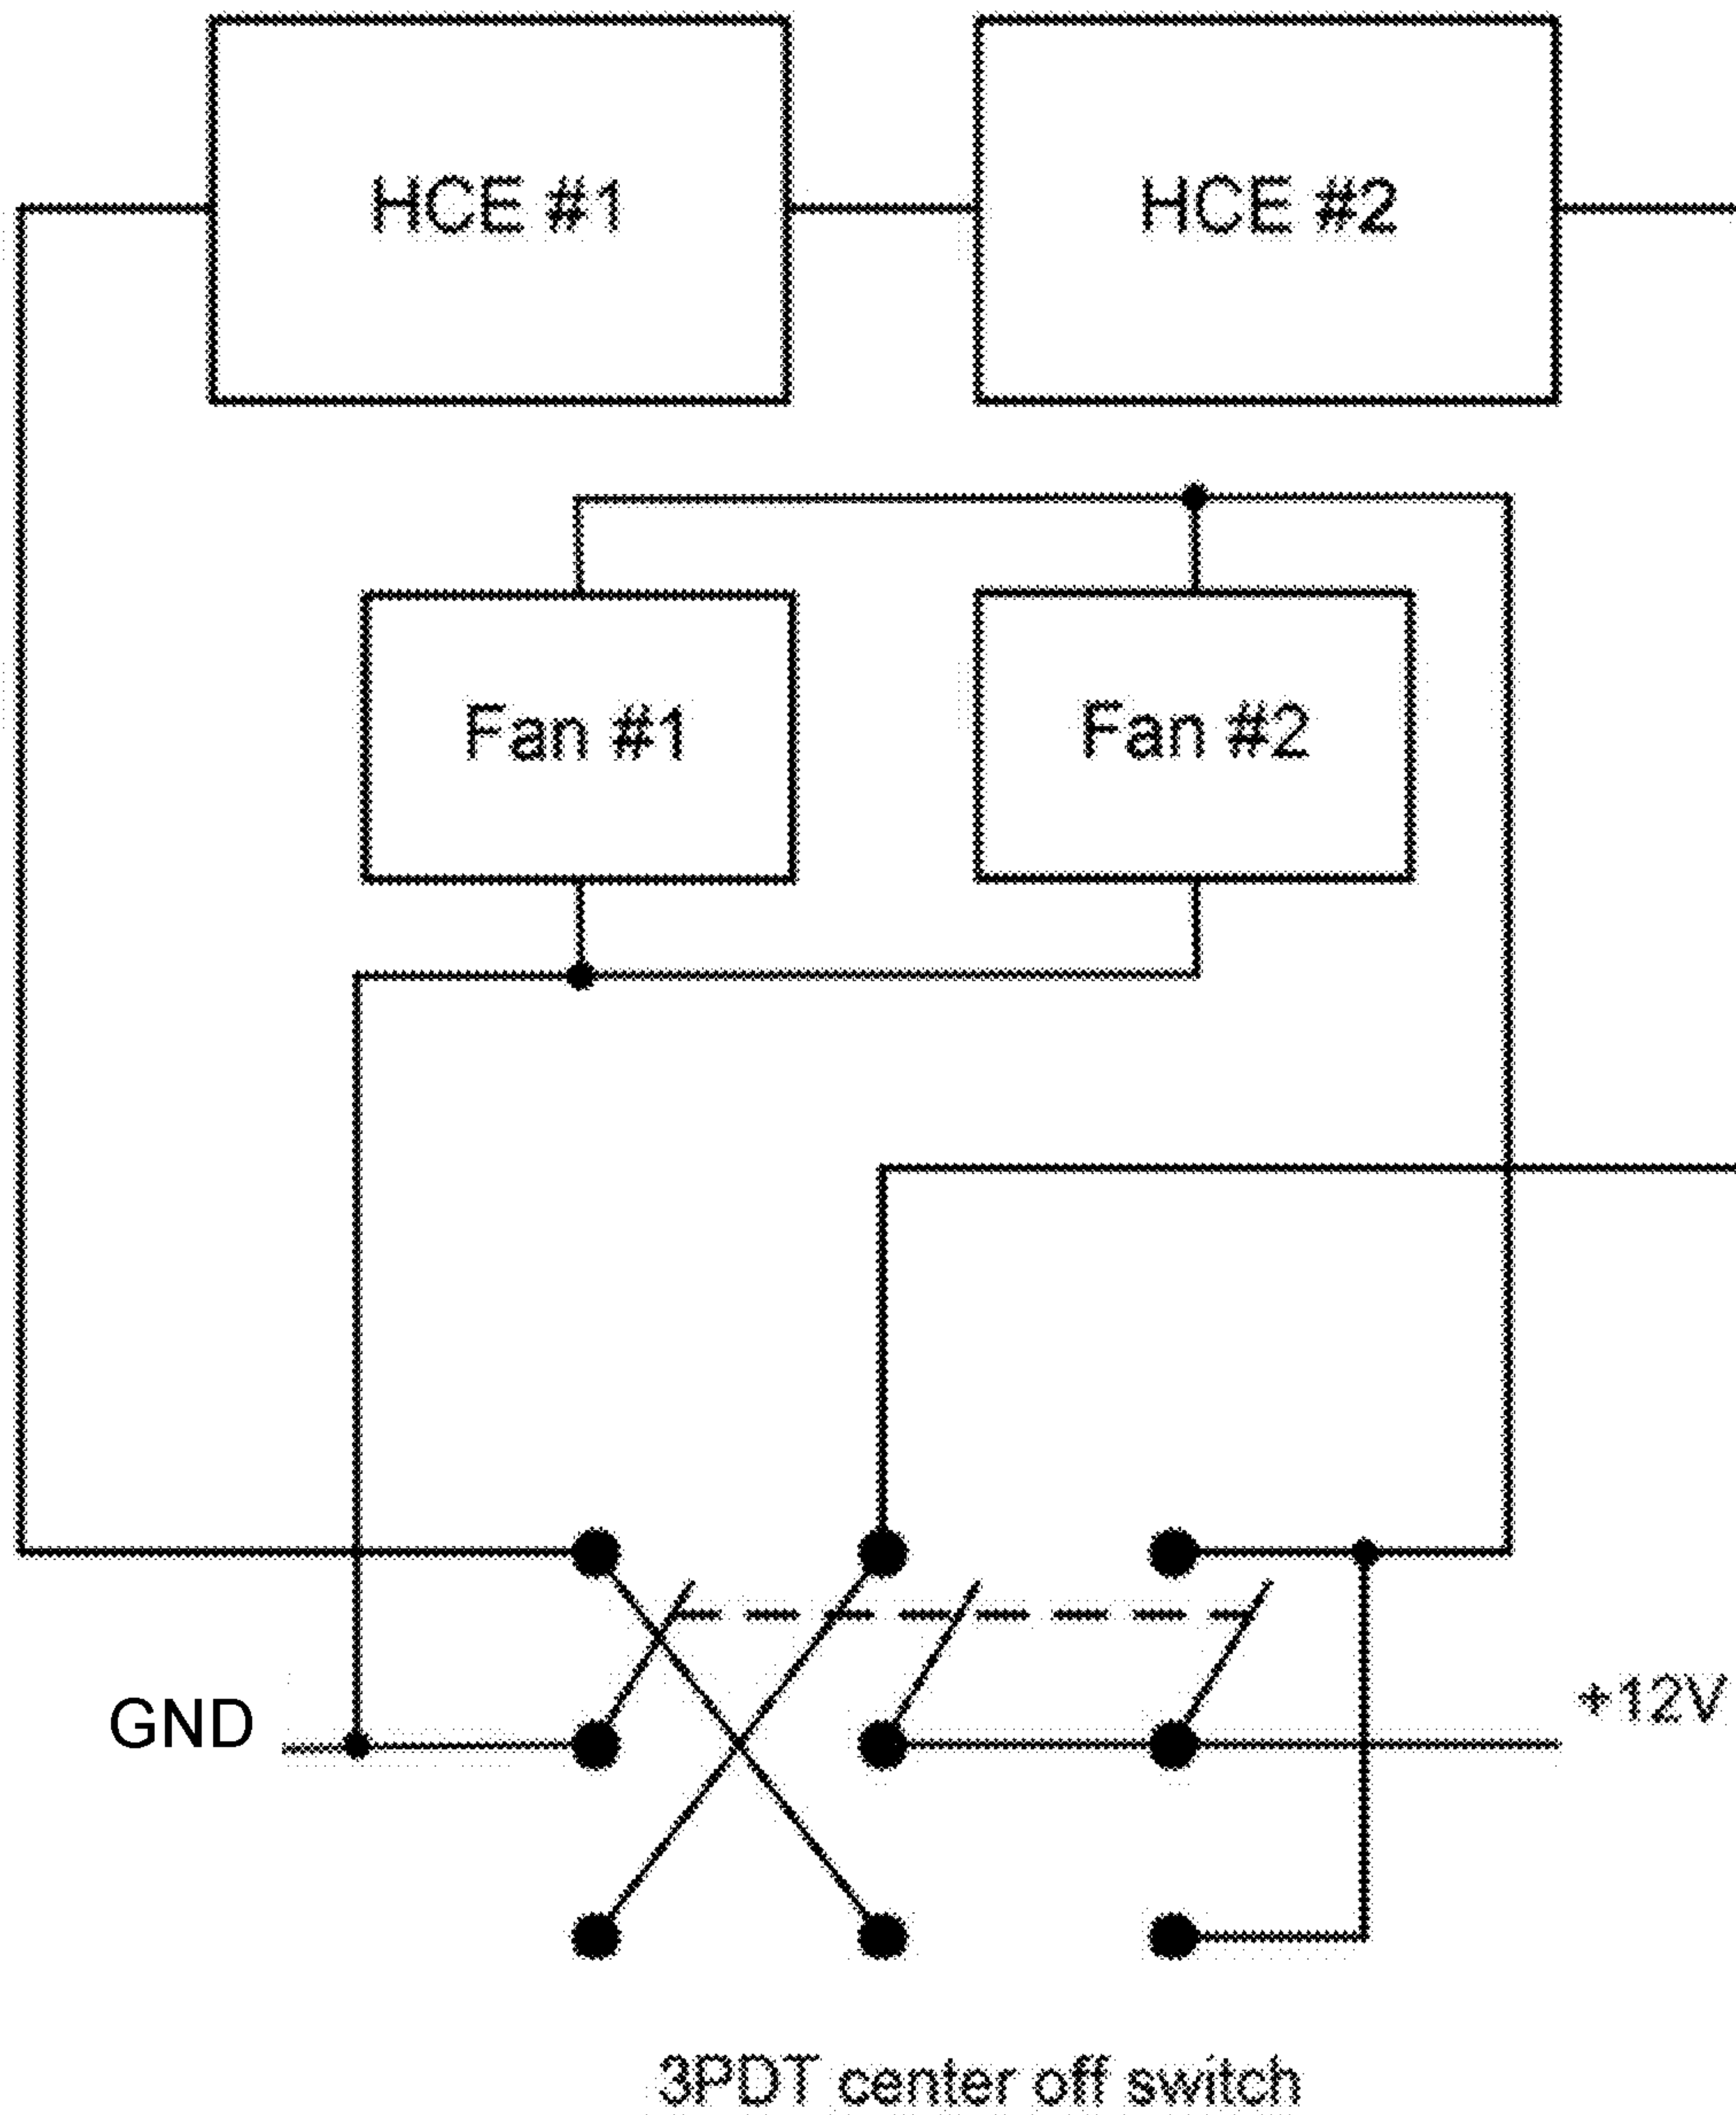 HCE #1
HCE #2
Fan #1
Fan #2
GND
+12V
3PDT center off switch